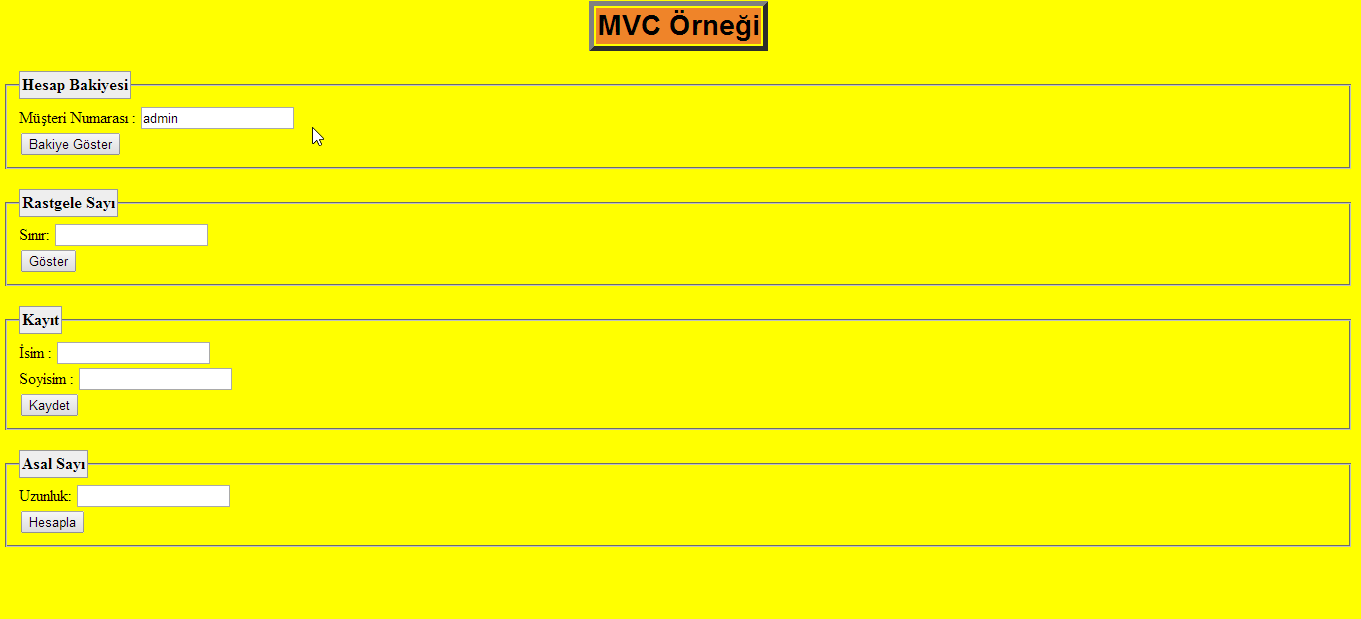 MVC Örneği
Hesap Bakiyesi
Müşteri Numarası : admin
Bakiye Göster
Rastgele Sayı
Sınır:
Göster
Kayıt
İsim :
Soyisim :
Kaydet
Asal Sayı
Uzunluk:
Hesapla